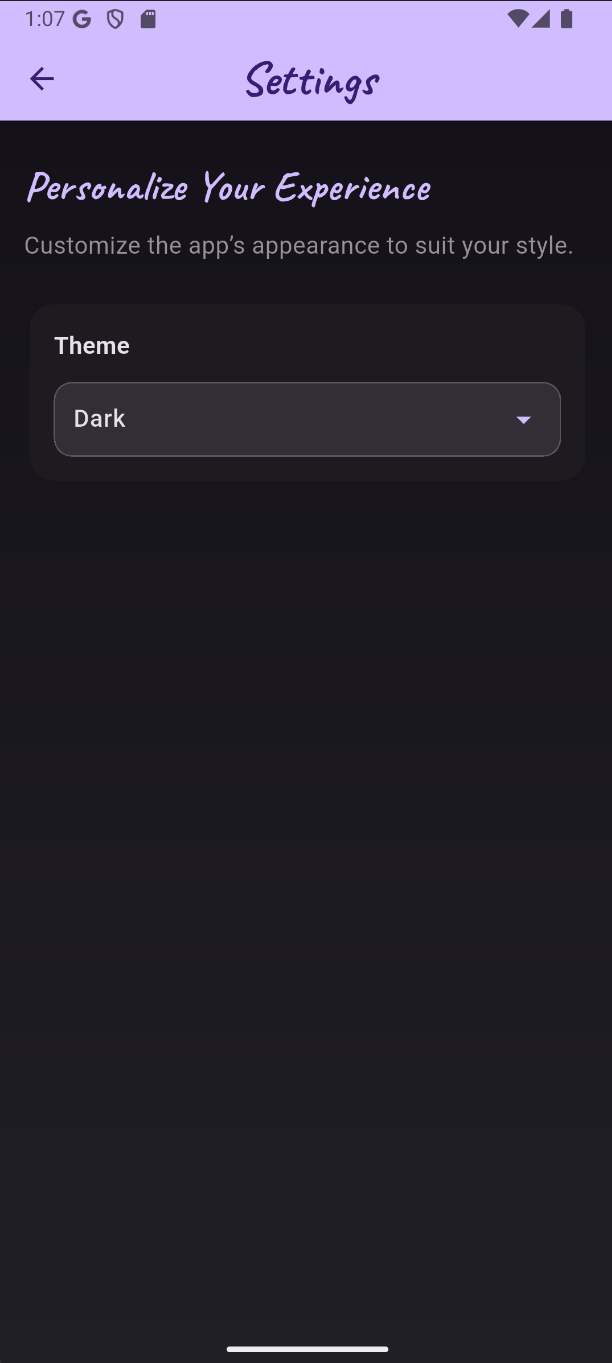 1:07
Settings
Personalize Your Experience
Customize the app’s appearance to suit your style.
Theme
Dark